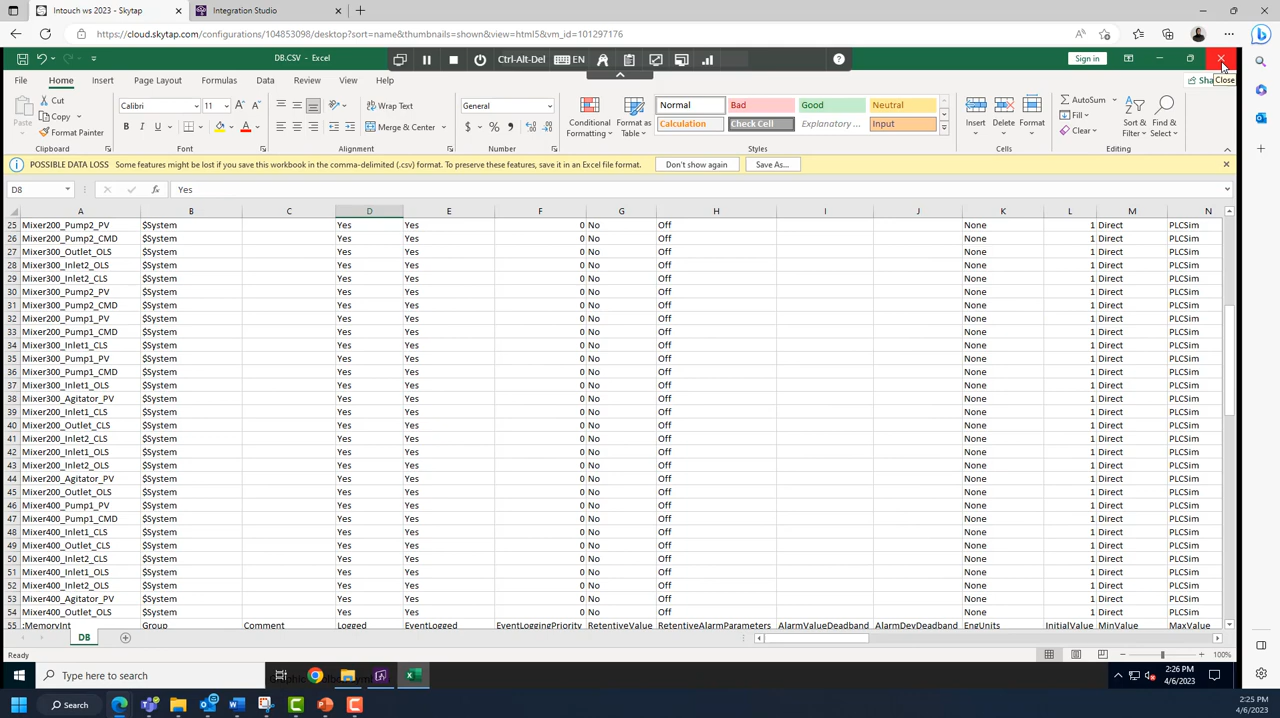 Intouch ws 2023 - Skytap
Integration Studio
https://cloud.skytap.com/configurations/104853098/desktop?sort=name&thumbnails=shown&view=html5&vm_id=101297176
DB.CSV - Excel
Ctrl-Alt-Del
EN
Sign in
File Home Insert Page Layout Formulas Data Review View Help
Close
Cut
Copy
Format Painter
Paste
Clipboard
Calibri 11
Font
Wrap Text
Merge & Center
Alignment
General
Number
Conditional Formatting
Format as Table
Normal Bad Good Neutral
Calculation Check Cell Explanatory ... Input
Styles
Insert Delete Format
Cells
AutoSum
Fill
Clear
Sort & Filter
Find & Select
Editing
POSSIBLE DATA LOSS Some features might be lost if you save this workbook in the comma-delimited (.csv) format. To preserve these features, save it in an Excel file format. Don't show again Save As...
D8 Yes
A B C D E F G H I J K L M N
25 Mixer200_Pump2_PV $System Yes Yes 0 No Off None 1 Direct PLCSim
26 Mixer200_Pump2_CMD $System Yes Yes 0 No Off None 1 Direct PLCSim
27 Mixer300_Outlet_OLS $System Yes Yes 0 No Off None 1 Direct PLCSim
28 Mixer300_Inlet2_OLS $System Yes Yes 0 No Off None 1 Direct PLCSim
29 Mixer300_Inlet2_CLS $System Yes Yes 0 No Off None 1 Direct PLCSim
30 Mixer300_Pump2_PV $System Yes Yes 0 No Off None 1 Direct PLCSim
31 Mixer300_Pump2_CMD $System Yes Yes 0 No Off None 1 Direct PLCSim
32 Mixer200_Pump1_PV $System Yes Yes 0 No Off None 1 Direct PLCSim
33 Mixer200_Pump1_CMD $System Yes Yes 0 No Off None 1 Direct PLCSim
34 Mixer300_Inlet1_CLS $System Yes Yes 0 No Off None 1 Direct PLCSim
35 Mixer300_Pump1_PV $System Yes Yes 0 No Off None 1 Direct PLCSim
36 Mixer300_Pump1_CMD $System Yes Yes 0 No Off None 1 Direct PLCSim
37 Mixer300_Inlet1_OLS $System Yes Yes 0 No Off None 1 Direct PLCSim
38 Mixer300_Agitator_PV $System Yes Yes 0 No Off None 1 Direct PLCSim
39 Mixer200_Inlet1_CLS $System Yes Yes 0 No Off None 1 Direct PLCSim
40 Mixer200_Outlet_CLS $System Yes Yes 0 No Off None 1 Direct PLCSim
41 Mixer200_Inlet2_CLS $System Yes Yes 0 No Off None 1 Direct PLCSim
42 Mixer200_Inlet1_OLS $System Yes Yes 0 No Off None 1 Direct PLCSim
43 Mixer200_Inlet2_OLS $System Yes Yes 0 No Off None 1 Direct PLCSim
44 Mixer200_Agitator_PV $System Yes Yes 0 No Off None 1 Direct PLCSim
45 Mixer200_Outlet_OLS $System Yes Yes 0 No Off None 1 Direct PLCSim
46 Mixer400_Pump1_PV $System Yes Yes 0 No Off None 1 Direct PLCSim
47 Mixer400_Pump1_CMD $System Yes Yes 0 No Off None 1 Direct PLCSim
48 Mixer400_Inlet1_CLS $System Yes Yes 0 No Off None 1 Direct PLCSim
49 Mixer400_Outlet_CLS $System Yes Yes 0 No Off None 1 Direct PLCSim
50 Mixer400_Inlet2_CLS $System Yes Yes 0 No Off None 1 Direct PLCSim
51 Mixer400_Inlet1_OLS $System Yes Yes 0 No Off None 1 Direct PLCSim
52 Mixer400_Inlet2_OLS $System Yes Yes 0 No Off None 1 Direct PLCSim
53 Mixer400_Agitator_PV $System Yes Yes 0 No Off None 1 Direct PLCSim
54 Mixer400_Outlet_OLS $System Yes Yes 0 No Off None 1 Direct PLCSim
55 :MemoryInt Group Comment Logged EventLogged EventLoggingPriority RetentiveValue RetentiveAlarmParameters AlarmValueDeadband AlarmDevDeadband EngUnits InitialValue MinValue MaxValue
DB
Ready
100%
Type here to search
2:26 PM
4/6/2023
Search
2:25 PM
4/6/2023